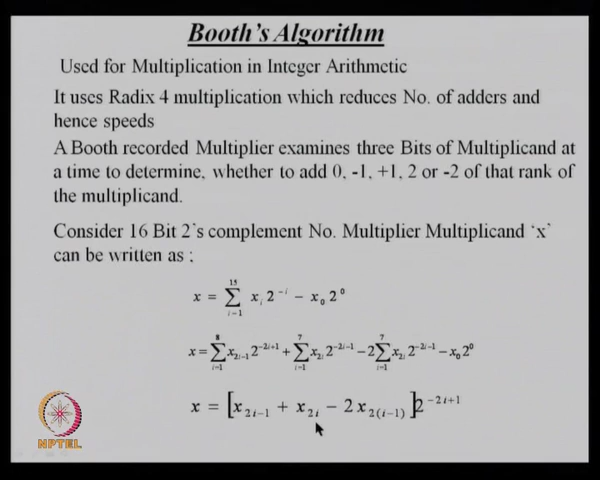 Booth's Algorithm
Used for Multiplication in Integer Arithmetic
It uses Radix 4 multiplication which reduces No. of adders and
hence speeds
A Booth recorded Multiplier examines three Bits of Multiplicand at
a time to determine, whether to add 0, -1, +1, 2 or -2 of that rank of
the multiplicand.
Consider 16 Bit 2's complement No. Multiplier Multiplicand 'x'
can be written as :
x = \sum_{i=1}^{15} x_i 2^{-i} - x_0 2^0
x = \sum_{i=1}^{8} x_{2i-1} 2^{-2i+1} + \sum_{i=1}^{7} x_{2i} 2^{-2i-1} - 2 \sum_{i=1}^{7} x_{2i} 2^{-2i-1} - x_0 2^0
x = [x_{2i-1} + x_{2i} - 2x_{2(i-1)}] 2^{-2i+1}
NPTEL